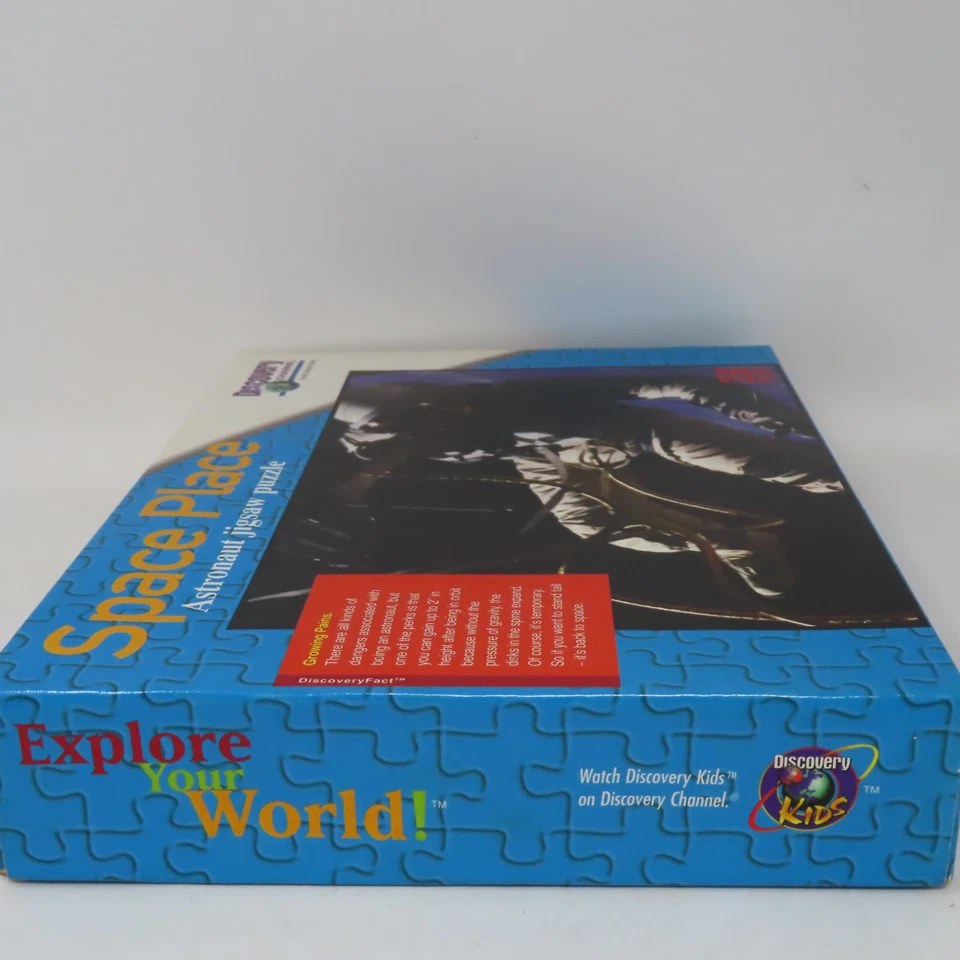 DISCOVERY
Space Place
Astronaut jigsaw puzzle
Growing Pains.
There are all kinds of
dangers associated with
being an astronaut, but
one of the perks is that
you can gain up to 2" in
height after being in orbit
because without the
pressure of gravity, the
disks in the spine expand.
Of course, it's temporary.
So if you want to stand tall
– it's back to space.
DiscoveryFact™
Explore
Your
World!™
Watch Discovery Kids™
on Discovery Channel.®
DISCOVERY
KIDS™